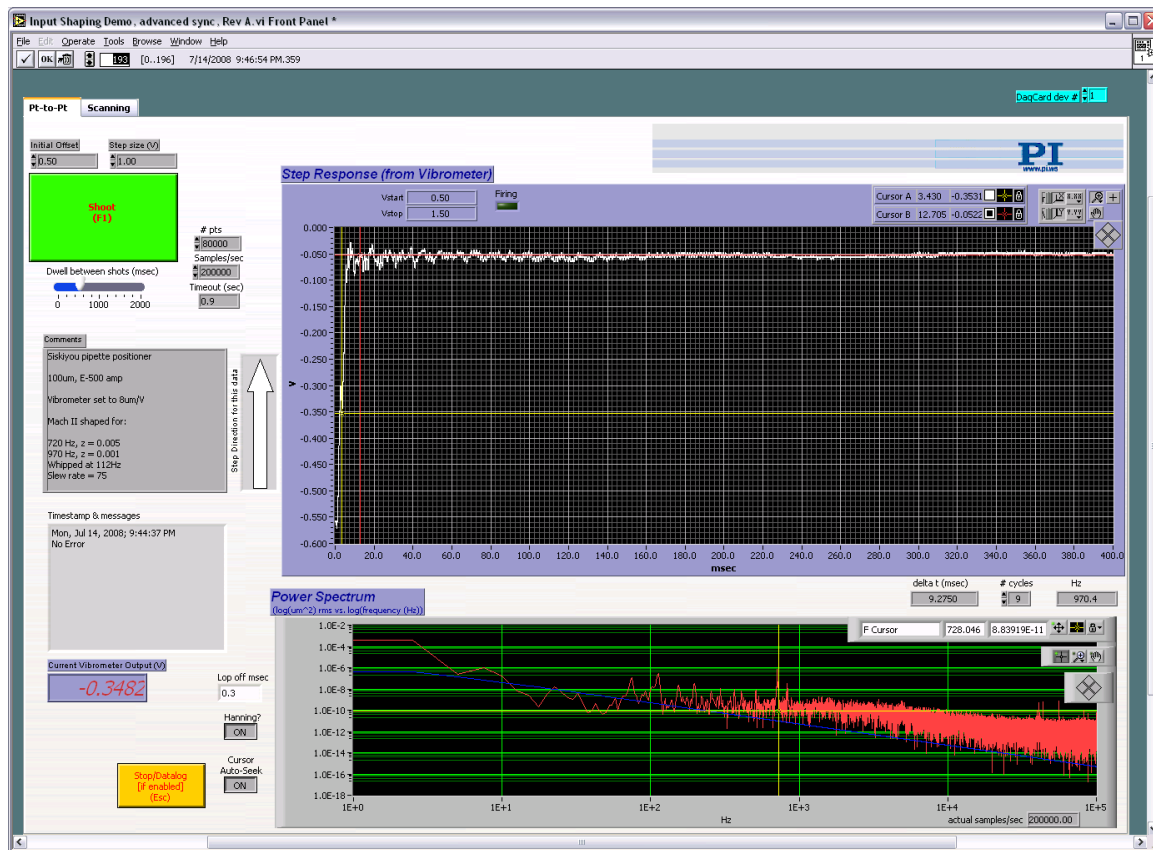 Input Shaping Demo, advanced sync, Rev A.vi Front Panel *
File Edit Operate Tools Browse Window Help
OK 193 [0..196] 7/14/2008 9:46:54 PM.359
1
DaqCard dev # 1
Pt-to-Pt Scanning
Initial Offset Step size (V)
0.50 1.00
PI
www.pi.ws
Step Response (from Vibrometer)
Shoot
(F1)
Vstart 0.50
Vstop 1.50
Firing
Cursor A 3.430 -0.3531
Cursor B 12.705 -0.0522
# pts
80000
Samples/sec
200000
Timeout (sec)
0.9
Dwell between shots (msec)
0 1000 2000
Comments
Siskiyou pipette positioner
100um, E-500 amp
Vibrometer set to 8um/V
Mach II shaped for:
720 Hz, z = 0.005
970 Hz, z = 0.001
Whipped at 112Hz
Slew rate = 75
Step Direction for this data
V
0.000
-0.050
-0.100
-0.150
-0.200
-0.250
-0.300
-0.350
-0.400
-0.450
-0.500
-0.550
-0.600
0.0 20.0 40.0 60.0 80.0 100.0 120.0 140.0 160.0 180.0 200.0 220.0 240.0 260.0 280.0 300.0 320.0 340.0 360.0 380.0 400.0
msec
Timestamp & messages
Mon, Jul 14, 2008; 9:44:37 PM
No Error
delta t (msec) # cycles Hz
9.2750 9 970.4
Power Spectrum
(log(um^2) rms vs. log(frequency (Hz))
F Cursor 728.046 8.83919E-11
1.0E-2
1.0E-4
1.0E-6
1.0E-8
1.0E-10
1.0E-12
1.0E-14
1.0E-16
1.0E-18
1E+0 1E+1 1E+2 1E+3 1E+4 1E+5
Hz
actual samples/sec 200000.00
Current Vibrometer Output (V)
-0.3482
Lop off msec
0.3
Hanning?
ON
Cursor
Auto-Seek
ON
Stop/Datalog
[if enabled]
(Esc)